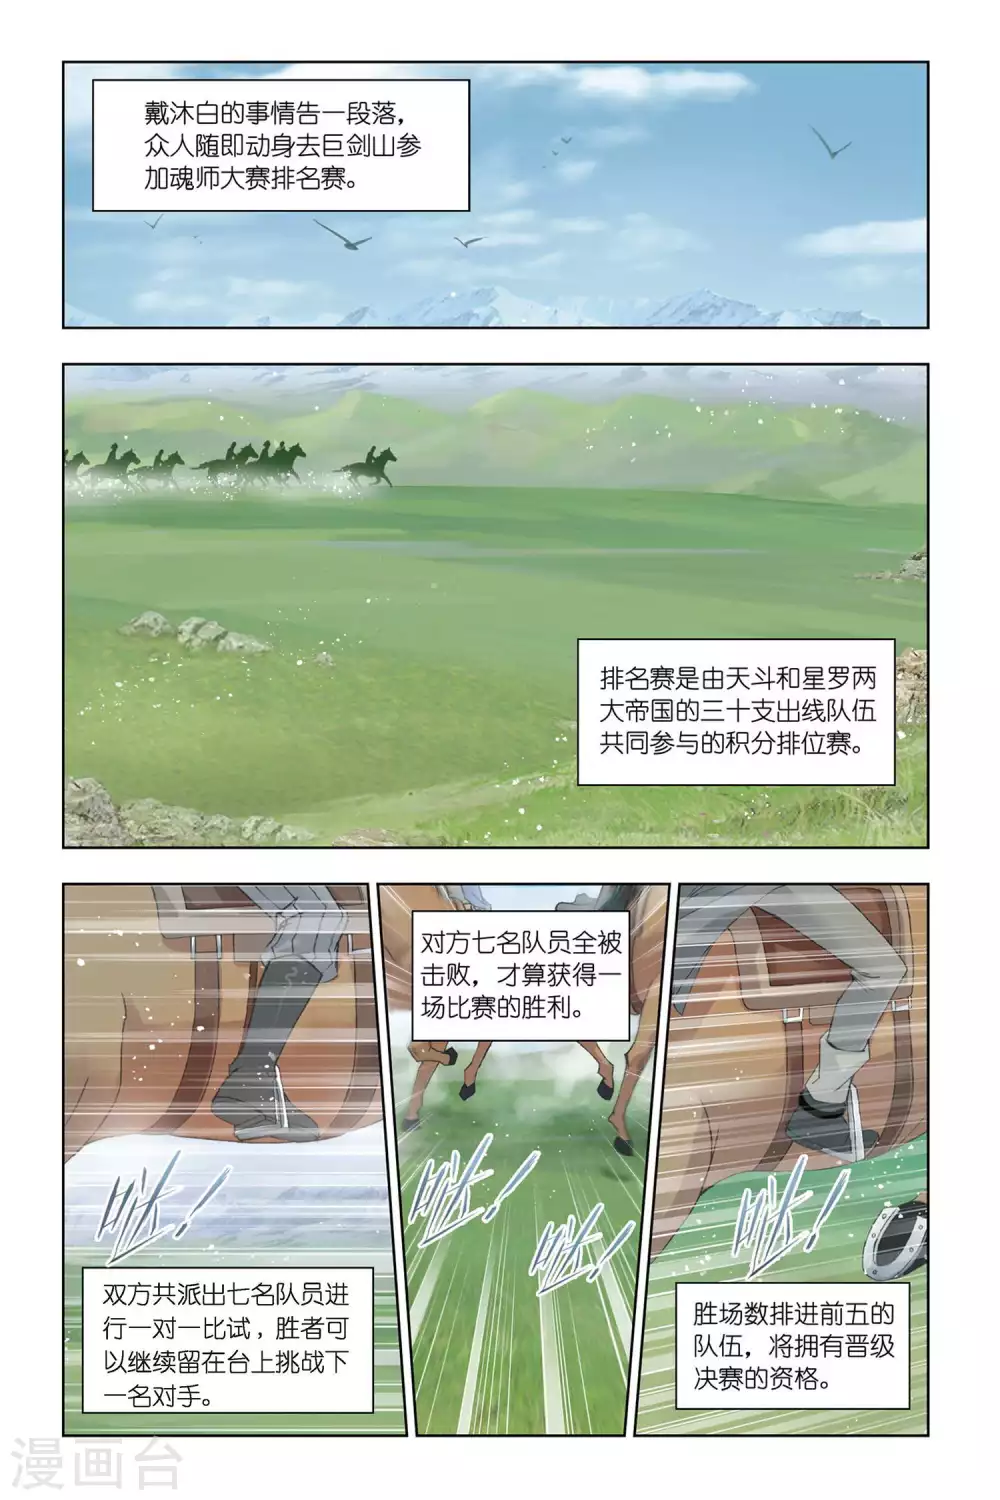 戴沐白的事情告一段落，
众人随即动身去巨剑山参
加魂师大赛排名赛。
排名赛是由天斗和星罗两
大帝国的三十支出线队伍
共同参与的积分排位赛。
哒！
双方共派出七名队员进
行一对一比试，胜者可
以继续留在台上挑战下
一名对手。
对方七名队员全被
击败，才算获得一
场比赛的胜利。
哒！
哒！
哒！
胜场数排进前五的
队伍，将拥有晋级
决赛的资格。
漫画台